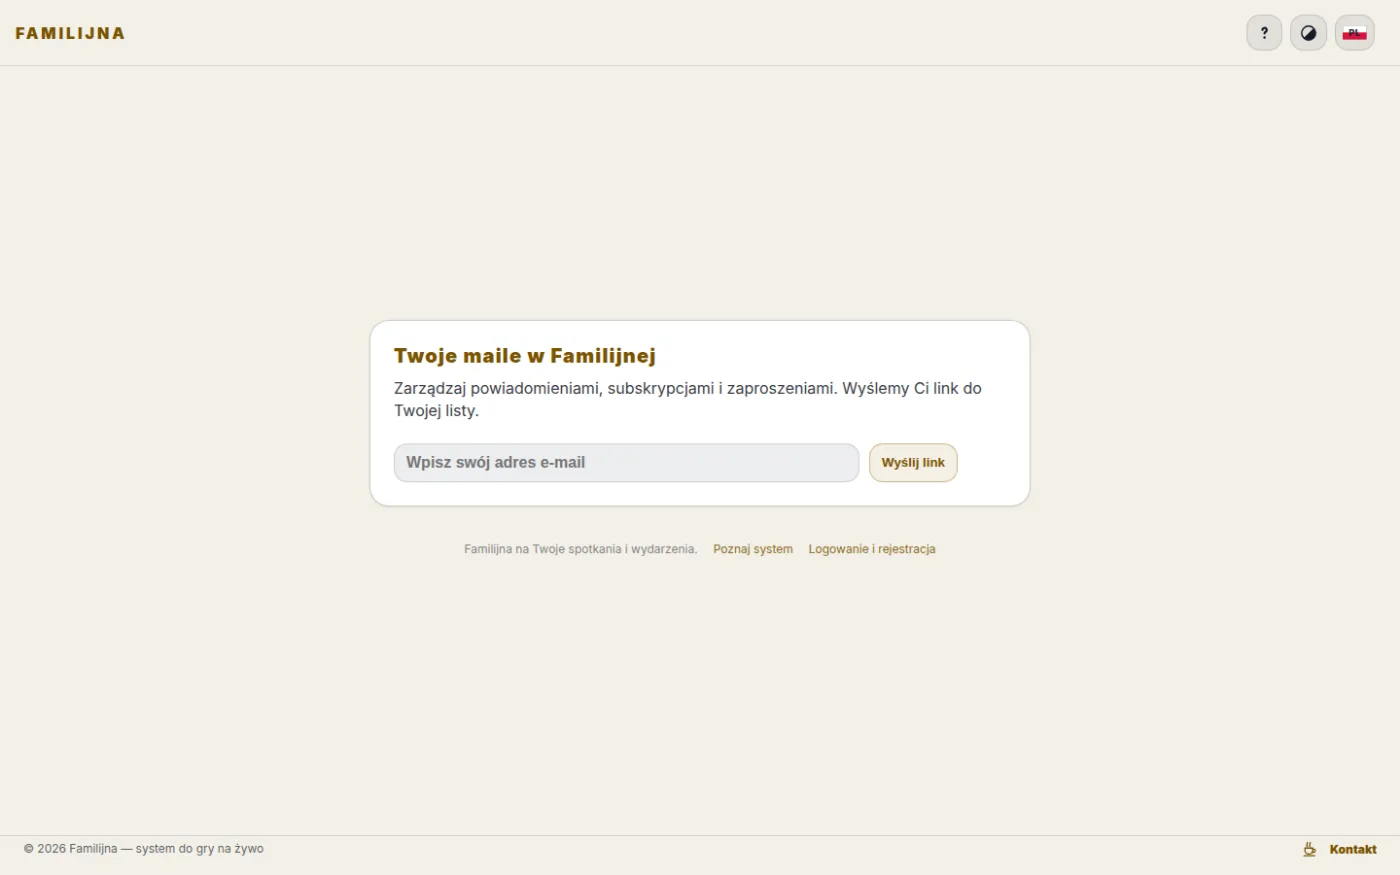 FAMILIJNA
?
PL
Twoje maile w Familijnej
Zarządzaj powiadomieniami, subskrypcjami i zaproszeniami. Wyślemy Ci link do
Twojej listy.
Wpisz swój adres e-mail
Wyślij link
Familijna na Twoje spotkania i wydarzenia. Poznaj system Logowanie i rejestracja
© 2026 Familijna — system do gry na żywo
Kontakt